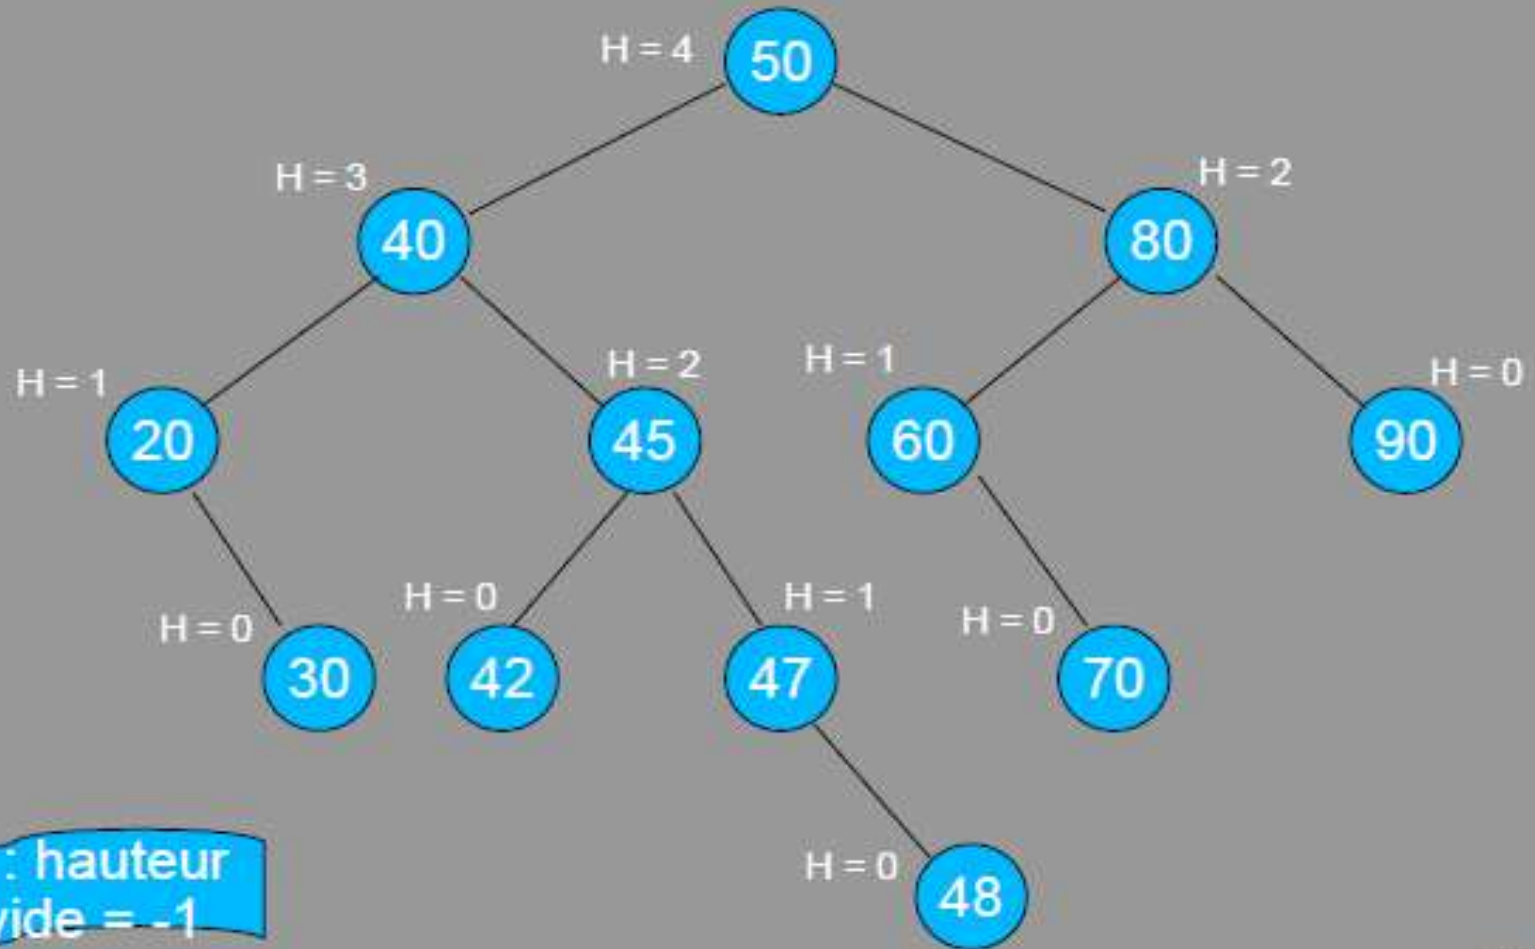 H = 4
50
H = 3
40
H = 2
80
H = 1
20
H = 2
45
H = 1
60
H = 0
90
H = 0
30
H = 0
42
H = 1
47
H = 0
70
H = 0
48
: hauteur
vide = -1